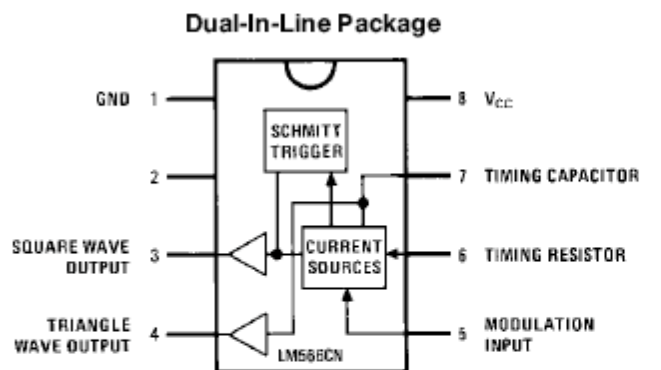 Dual-In-Line Package
GND 1
8 VCC
SCHMITT
TRIGGER
2
7 TIMING CAPACITOR
SQUARE WAVE
OUTPUT
3
CURRENT
SOURCES
6 TIMING RESISTOR
TRIANGLE
WAVE OUTPUT
4
5 MODULATION
INPUT
LM566CN